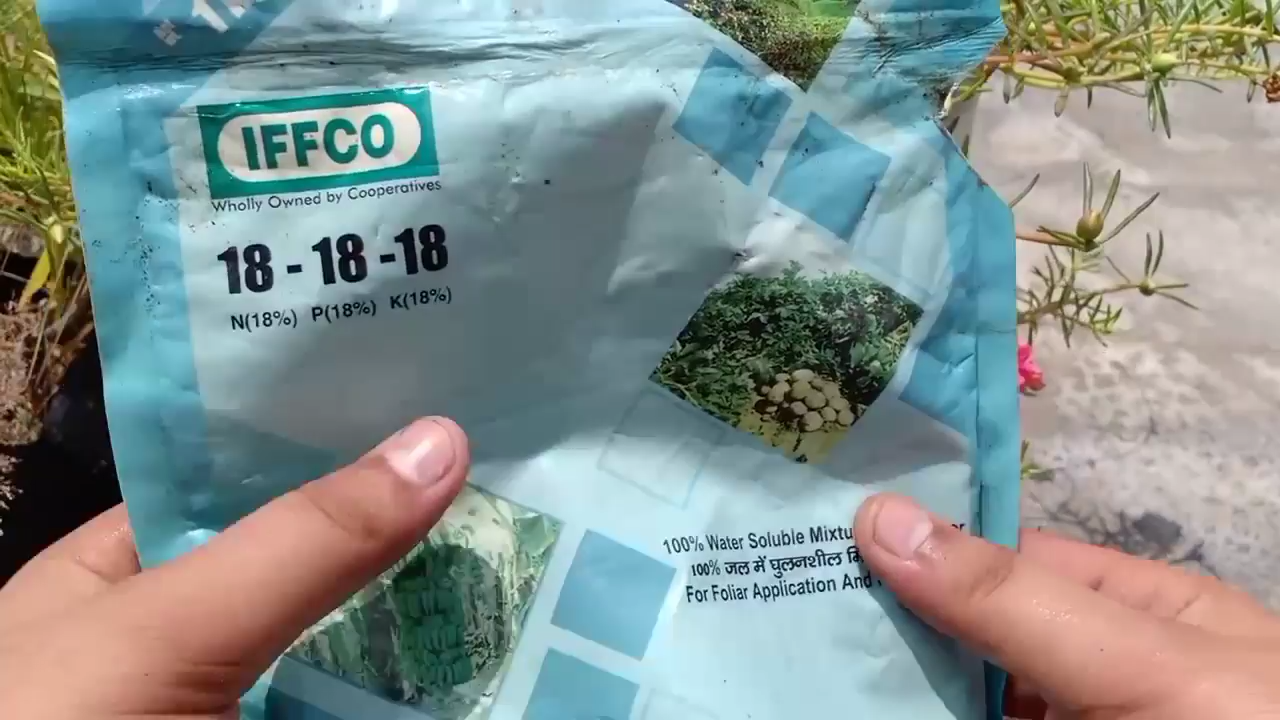 IFFCO
Wholly Owned by Cooperatives
18 - 18 -18
N(18%) P(18%) K(18%)
100% Water Soluble
100% जल में घुलनशील
For Foliar Application And